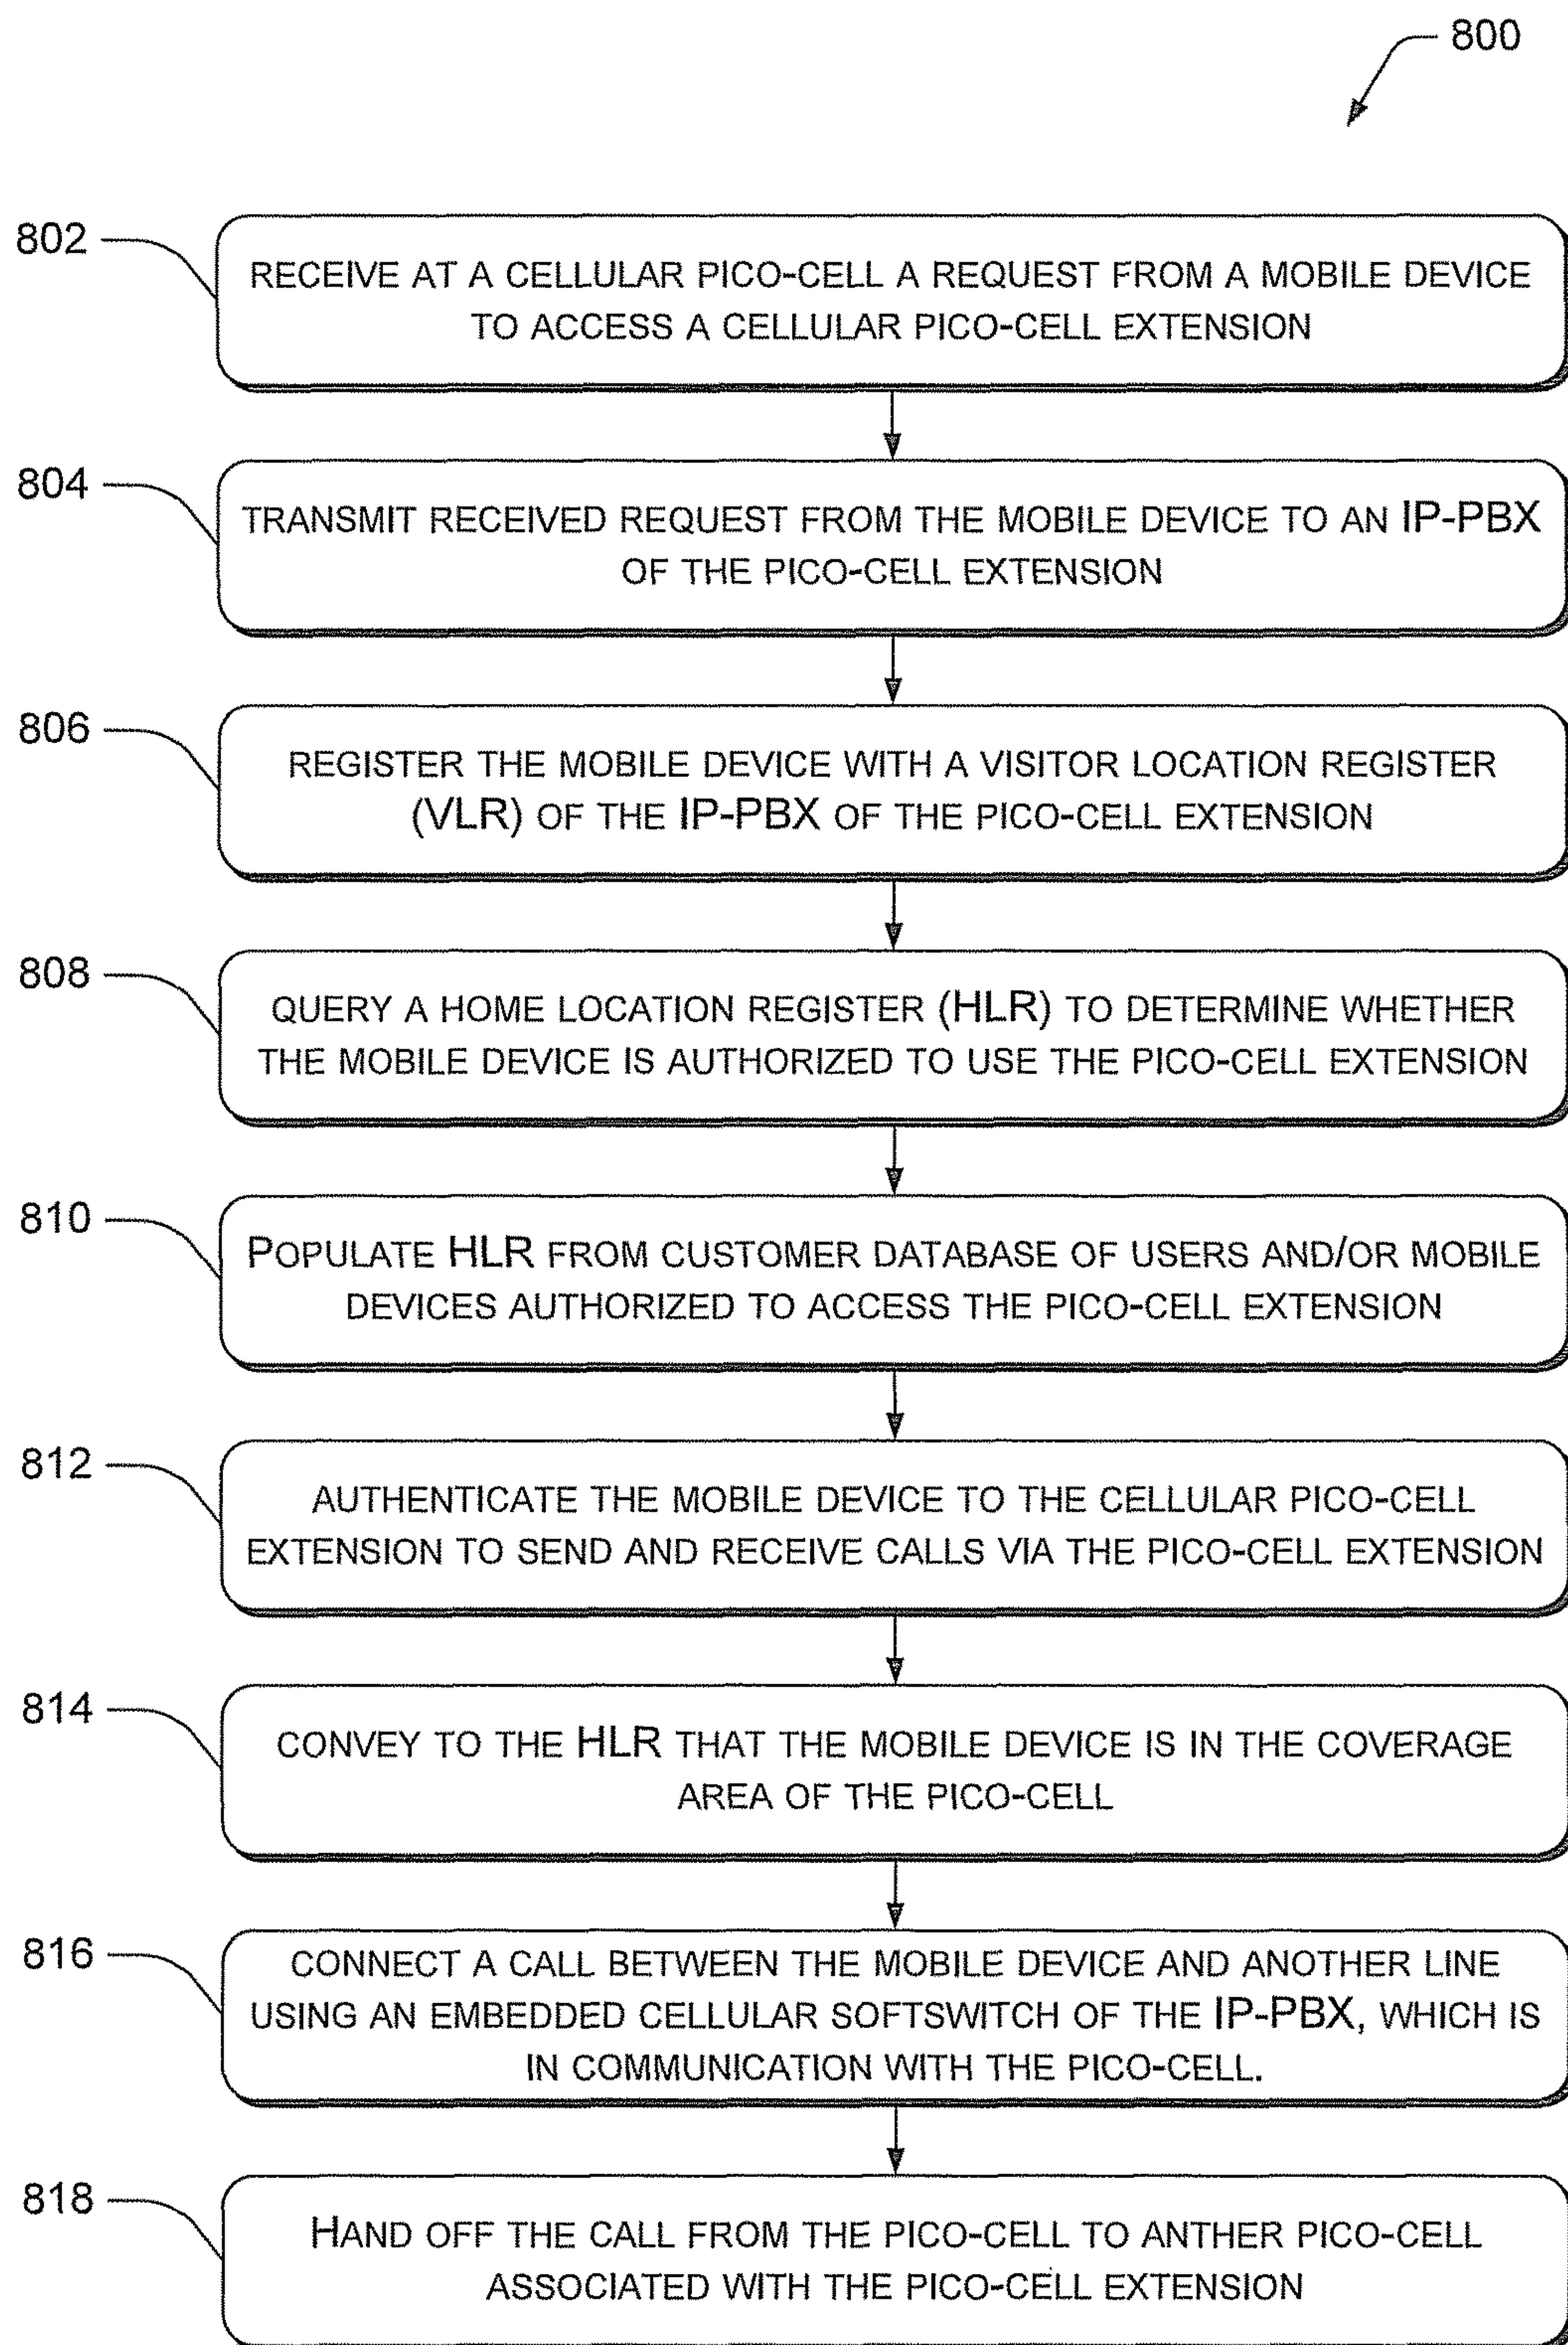 800
802
RECEIVE AT A CELLULAR PICO-CELL A REQUEST FROM A MOBILE DEVICE
TO ACCESS A CELLULAR PICO-CELL EXTENSION
804
TRANSMIT RECEIVED REQUEST FROM THE MOBILE DEVICE TO AN IP-PBX
OF THE PICO-CELL EXTENSION
806
REGISTER THE MOBILE DEVICE WITH A VISITOR LOCATION REGISTER
(VLR) OF THE IP-PBX OF THE PICO-CELL EXTENSION
808
QUERY A HOME LOCATION REGISTER (HLR) TO DETERMINE WHETHER
THE MOBILE DEVICE IS AUTHORIZED TO USE THE PICO-CELL EXTENSION
810
POPULATE HLR FROM CUSTOMER DATABASE OF USERS AND/OR MOBILE
DEVICES AUTHORIZED TO ACCESS THE PICO-CELL EXTENSION
812
AUTHENTICATE THE MOBILE DEVICE TO THE CELLULAR PICO-CELL
EXTENSION TO SEND AND RECEIVE CALLS VIA THE PICO-CELL EXTENSION
814
CONVEY TO THE HLR THAT THE MOBILE DEVICE IS IN THE COVERAGE
AREA OF THE PICO-CELL
816
CONNECT A CALL BETWEEN THE MOBILE DEVICE AND ANOTHER LINE
USING AN EMBEDDED CELLULAR SOFTSWITCH OF THE IP-PBX, WHICH IS
IN COMMUNICATION WITH THE PICO-CELL.
818
HAND OFF THE CALL FROM THE PICO-CELL TO ANTHER PICO-CELL
ASSOCIATED WITH THE PICO-CELL EXTENSION